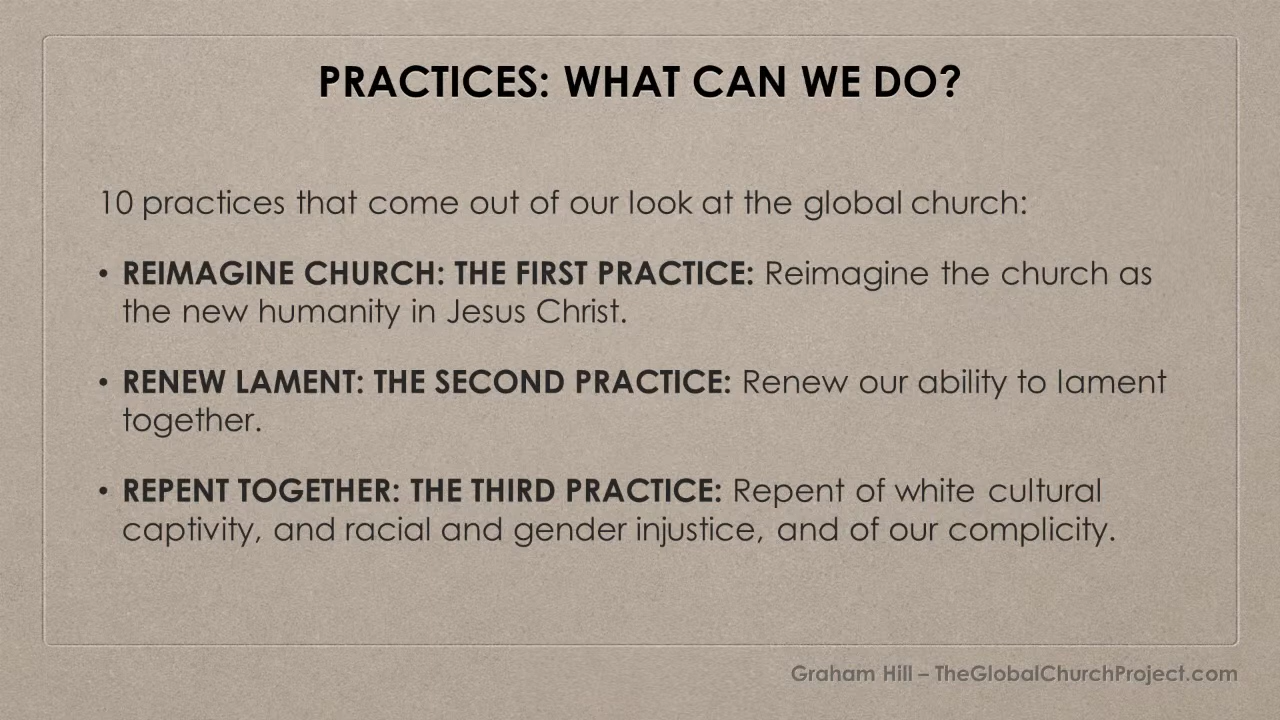 PRACTICES: WHAT CAN WE DO?
10 practices that come out of our look at the global church:
• REIMAGINE CHURCH: THE FIRST PRACTICE: Reimagine the church as
the new humanity in Jesus Christ.
• RENEW LAMENT: THE SECOND PRACTICE: Renew our ability to lament
together.
• REPENT TOGETHER: THE THIRD PRACTICE: Repent of white cultural
captivity, and racial and gender injustice, and of our complicity.
Graham Hill – TheGlobalChurchProject.com